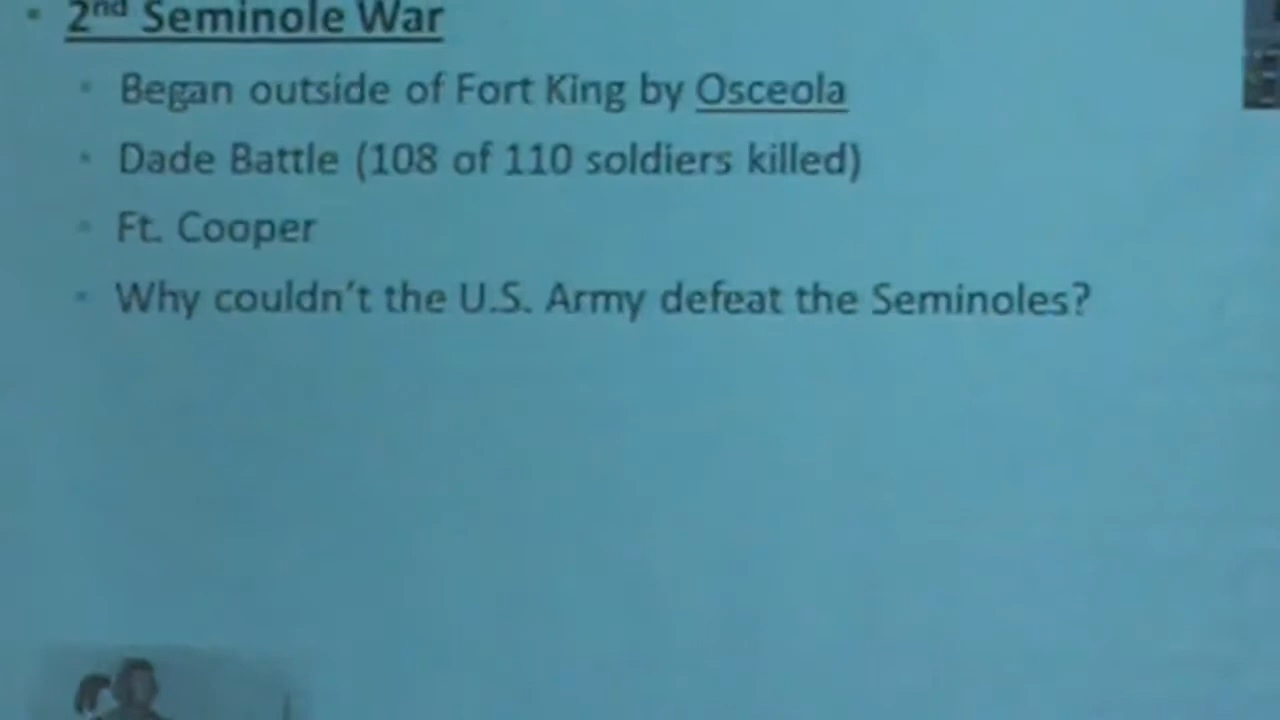 • 2nd Seminole War
• Began outside of Fort King by Osceola
• Dade Battle (108 of 110 soldiers killed)
• Ft. Cooper
• Why couldn't the U.S. Army defeat the Seminoles?